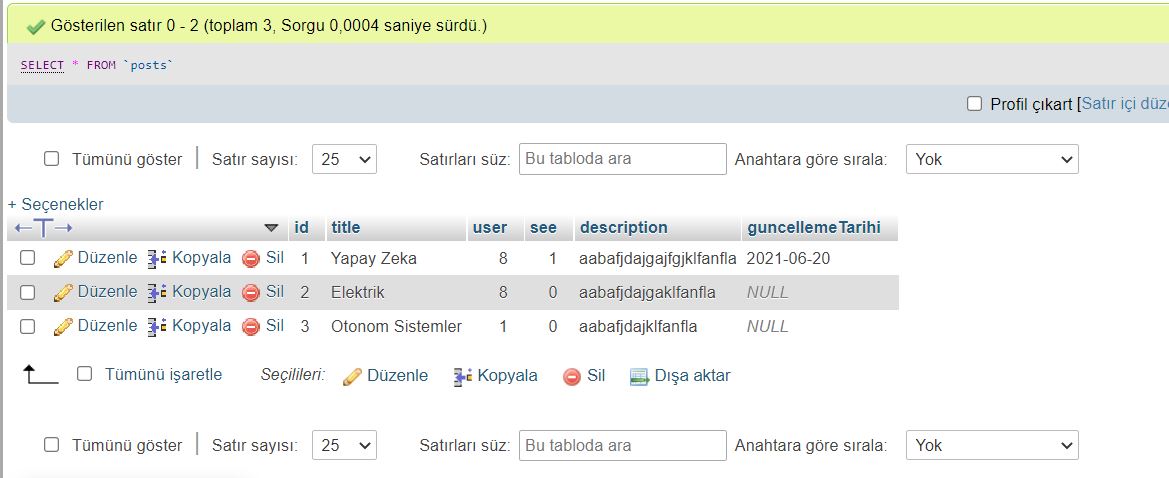 Gösterilen satır 0 - 2 (toplam 3, Sorgu 0,0004 saniye sürdü.)
SELECT * FROM `posts`
Profil çıkart [Satır içi düze
Tümünü göster | Satır sayısı: 25 Satırları süz: Bu tabloda ara Anahtara göre sırala: Yok
+ Seçenekler
←T→ id title user see description guncellemeTarihi
Düzenle Kopyala Sil 1 Yapay Zeka 8 1 aabafjdajgajfgjklfanfla 2021-06-20
Düzenle Kopyala Sil 2 Elektrik 8 0 aabafjdajgaklfanfla NULL
Düzenle Kopyala Sil 3 Otonom Sistemler 1 0 aabafjdajklfanfla NULL
Tümünü işaretle Seçilileri: Düzenle Kopyala Sil Dışa aktar
Tümünü göster | Satır sayısı: 25 Satırları süz: Bu tabloda ara Anahtara göre sırala: Yok